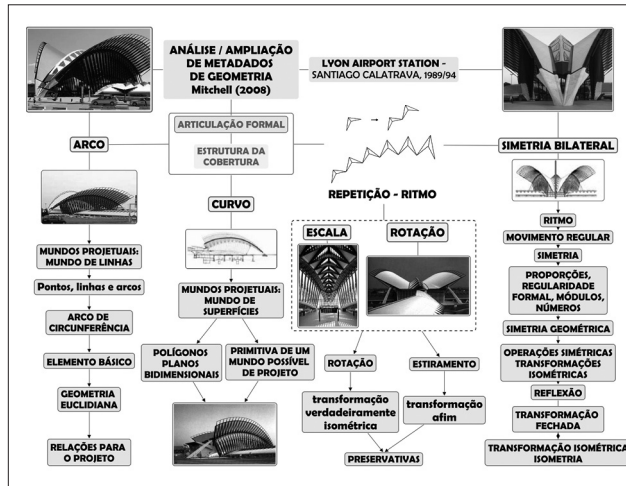 ANÁLISE / AMPLIAÇÃO
DE METADADOS
DE GEOMETRIA
Mitchell (2008)
LYON AIRPORT STATION -
SANTIAGO CALATRAVA, 1989/94
ARTICULAÇÃO FORMAL
ESTRUTURA DA
COBERTURA
ARCO
MUNDOS PROJETUAIS:
MUNDO DE LINHAS
Pontos, linhas e arcos
ARCO DE
CIRCUNFERÊNCIA
ELEMENTO BÁSICO
GEOMETRIA
EUCLIDIANA
RELAÇÕES PARA
O PROJETO
CURVO
MUNDOS PROJETUAIS:
MUNDO DE
SUPERFÍCIES
POLÍGONOS
PLANOS
BIDIMENSIONAIS
PRIMITIVA DE UM
MUNDO POSSÍVEL
DE PROJETO
REPETIÇÃO - RITMO
ESCALA
ROTAÇÃO
ROTAÇÃO
transformação
verdadeiramente
isométrica
ESTIRAMENTO
transformação
afim
PRESERVATIVAS
SIMETRIA BILATERAL
RITMO
MOVIMENTO REGULAR
SIMETRIA
PROPORÇÕES,
REGULARIDADE
FORMAL, MÓDULOS,
NÚMEROS
SIMETRIA GEOMÉTRICA
OPERAÇÕES SIMÉTRICAS
TRANSFORMAÇÕES
ISOMÉTRICAS
REFLEXÃO
TRANSFORMAÇÃO
FECHADA
TRANSFORMAÇÃO ISOMÉTRICA
ISOMETRIA